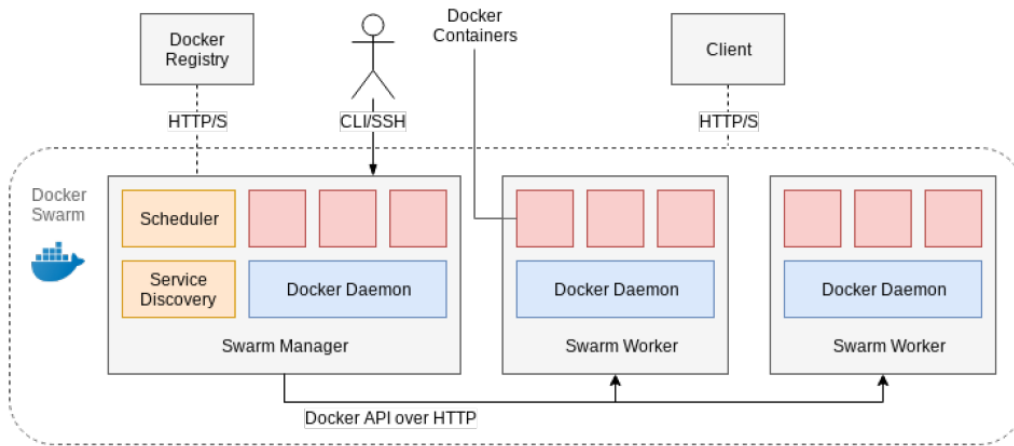 Docker
Registry
Docker
Containers
Client
HTTP/S
CLI/SSH
HTTP/S
Docker
Swarm
Scheduler
Service
Discovery
Docker Daemon
Docker Daemon
Docker Daemon
Swarm Manager
Swarm Worker
Swarm Worker
Docker API over HTTP